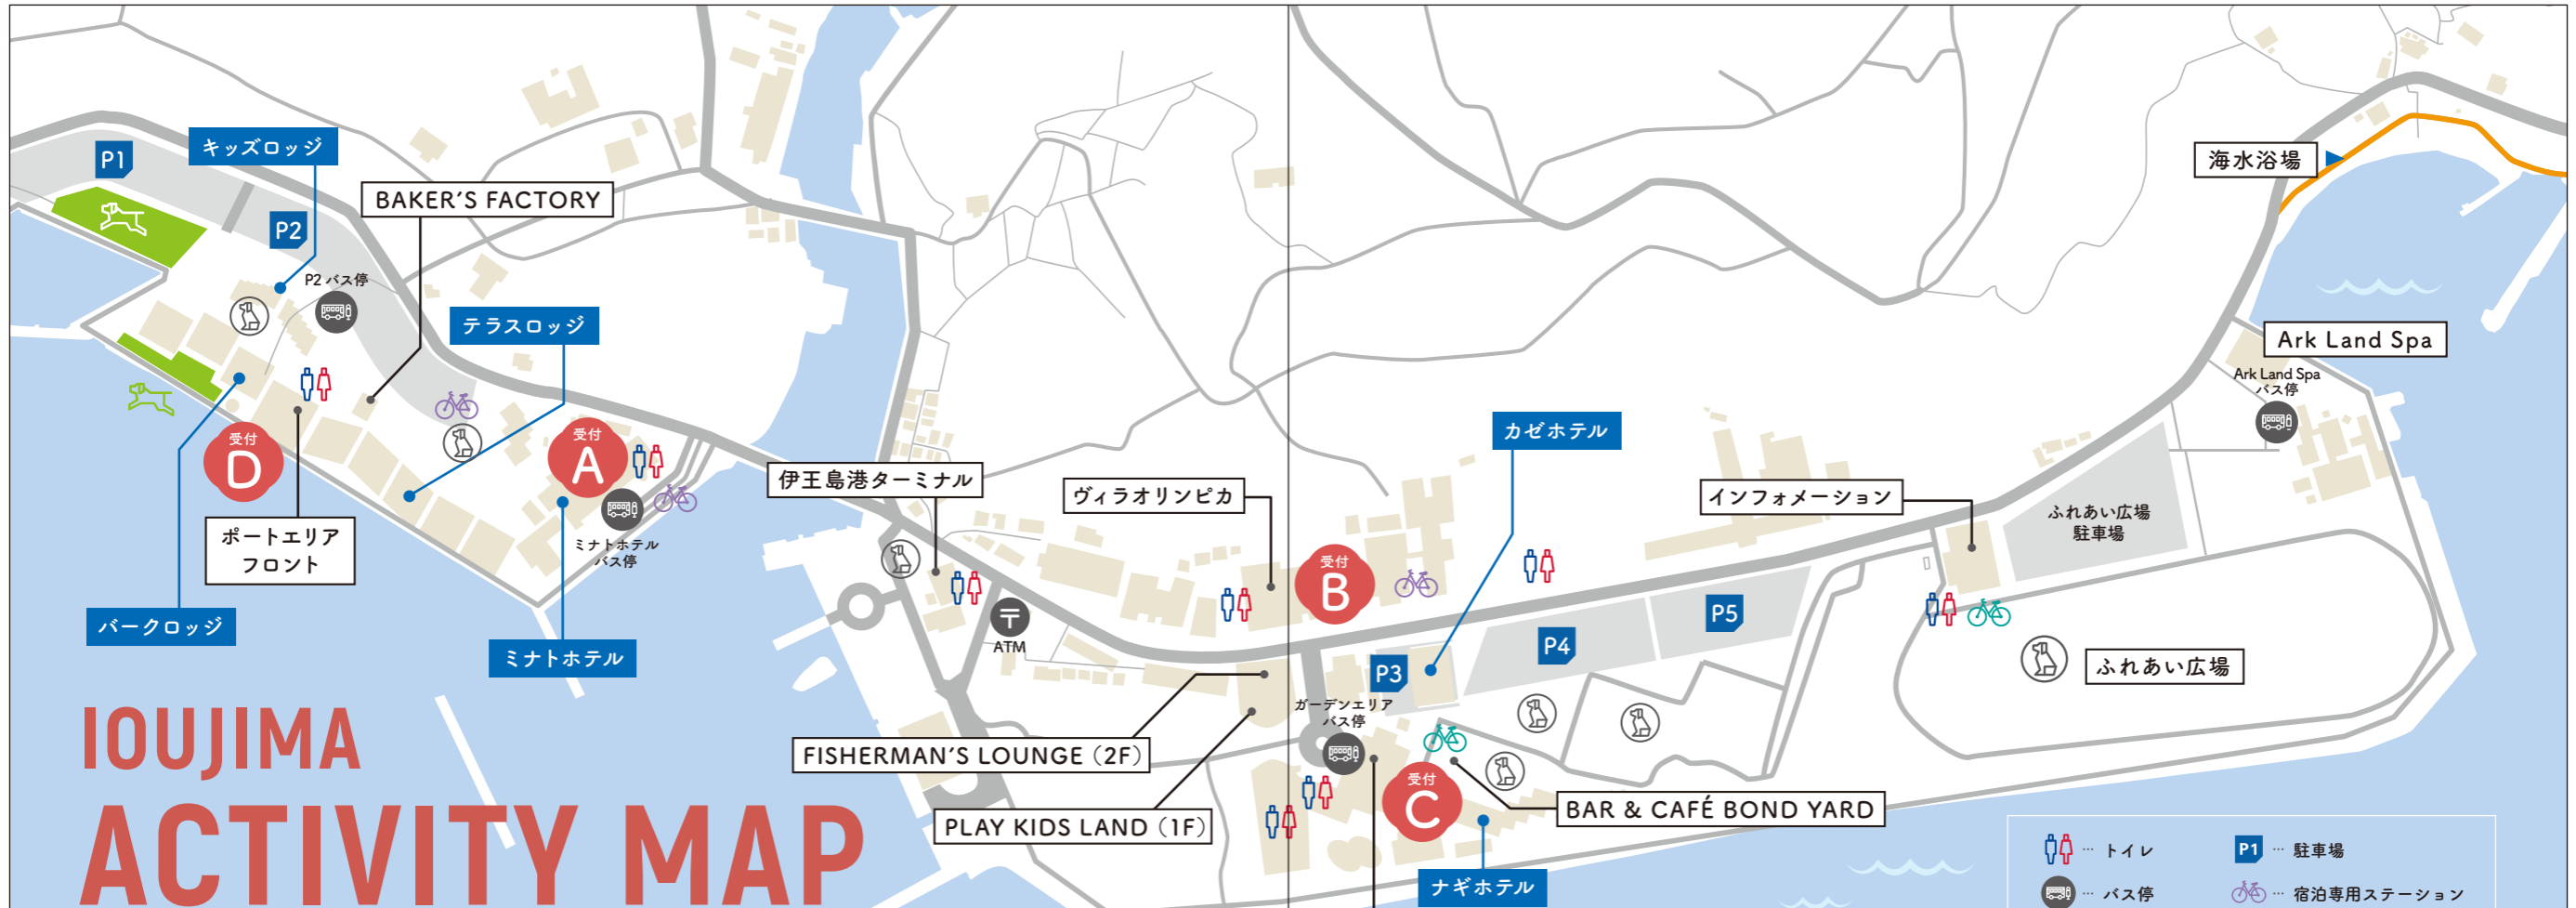 P1
キッズロッジ
BAKER'S FACTORY
海水浴場
P2
P2 バス停
テラスロッジ
Ark Land Spa
Ark Land Spa
バス停
カゼホテル
受付
D
受付
A
伊王島港ターミナル
ヴィラオリンピカ
インフォメーション
ふれあい広場
駐車場
ポートエリア
フロント
ミナトホテル
バス停
受付
B
バークロッジ
ミナトホテル
〒
ATM
P3
P4
P5
ふれあい広場
ガーデンエリア
バス停
FISHERMAN'S LOUNGE (2F)
PLAY KIDS LAND (1F)
受付
C
BAR & CAFÉ BOND YARD
ナギホテル
IOUJIMA
ACTIVITY MAP
… トイレ
P1 … 駐車場
… バス停
… 宿泊専用ステーション